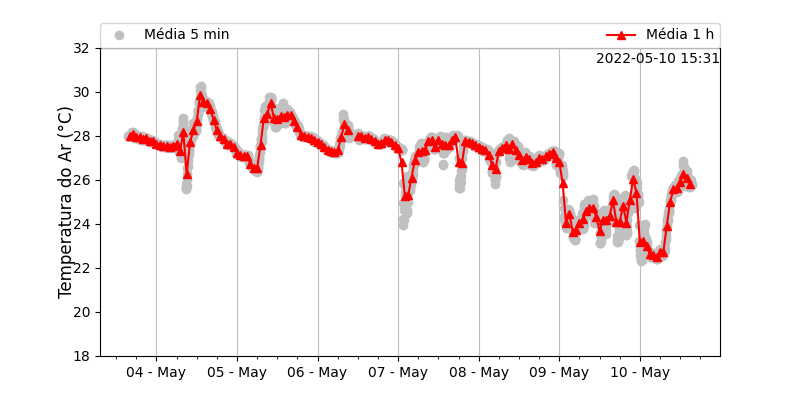 Média 5 min
Média 1 h
2022-05-10 15:31
Temperatura do Ar (°C)
32
30
28
26
24
22
20
18
04 - May
05 - May
06 - May
07 - May
08 - May
09 - May
10 - May